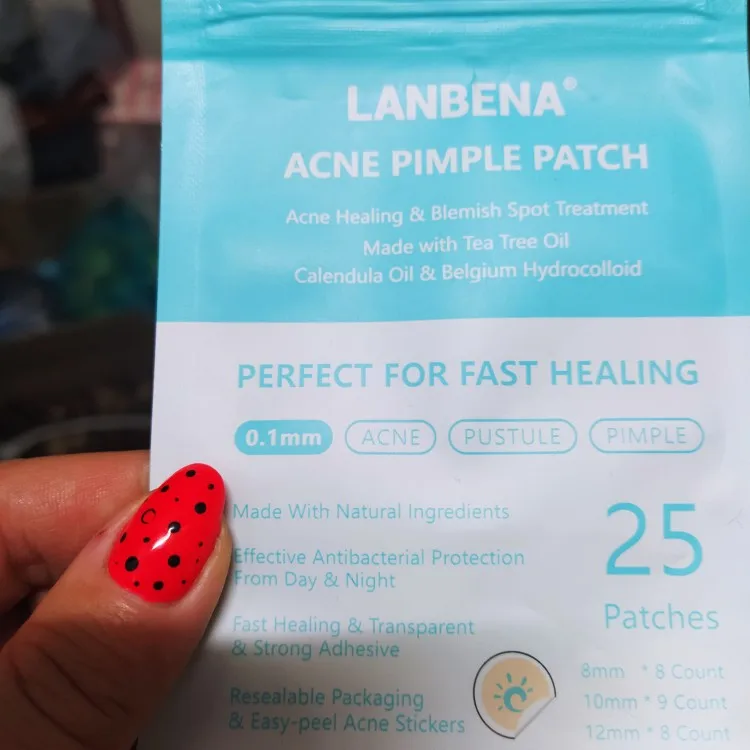 LANBENA®
ACNE PIMPLE PATCH
Acne Healing & Blemish Spot Treatment
Made with Tea Tree Oil
Calendula Oil & Belgium Hydrocolloid
PERFECT FOR FAST HEALING
0.1mm ACNE PUSTULE PIMPLE
Made With Natural Ingredients
Effective Antibacterial Protection
From Day & Night
Fast Healing & Transparent
& Strong Adhesive
Resealable Packaging
& Easy-peel Acne Stickers
25
Patches
8mm * 8 Count
10mm * 9 Count
12mm * 8 Count